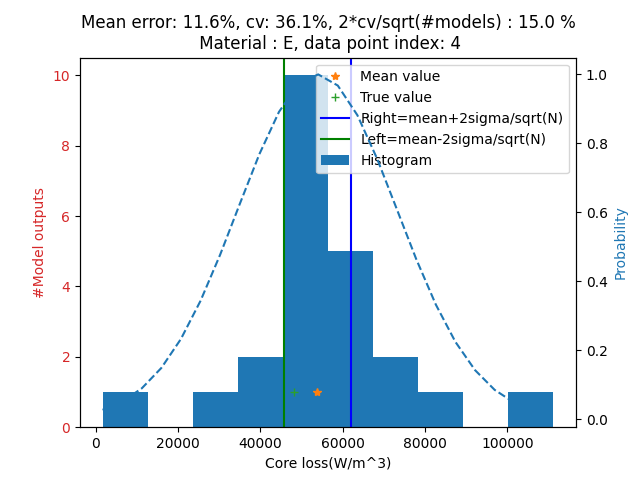 Mean error: 11.6%, cv: 36.1%, 2*cv/sqrt(#models) : 15.0 %
Material : E, data point index: 4
10
8
6
4
2
0
#Model outputs
Mean value
True value
Right=mean+2sigma/sqrt(N)
Left=mean-2sigma/sqrt(N)
Histogram
1.0
0.8
0.6
0.4
0.2
0.0
Probability
0
20000
40000
60000
80000
100000
Core loss(W/m^3)